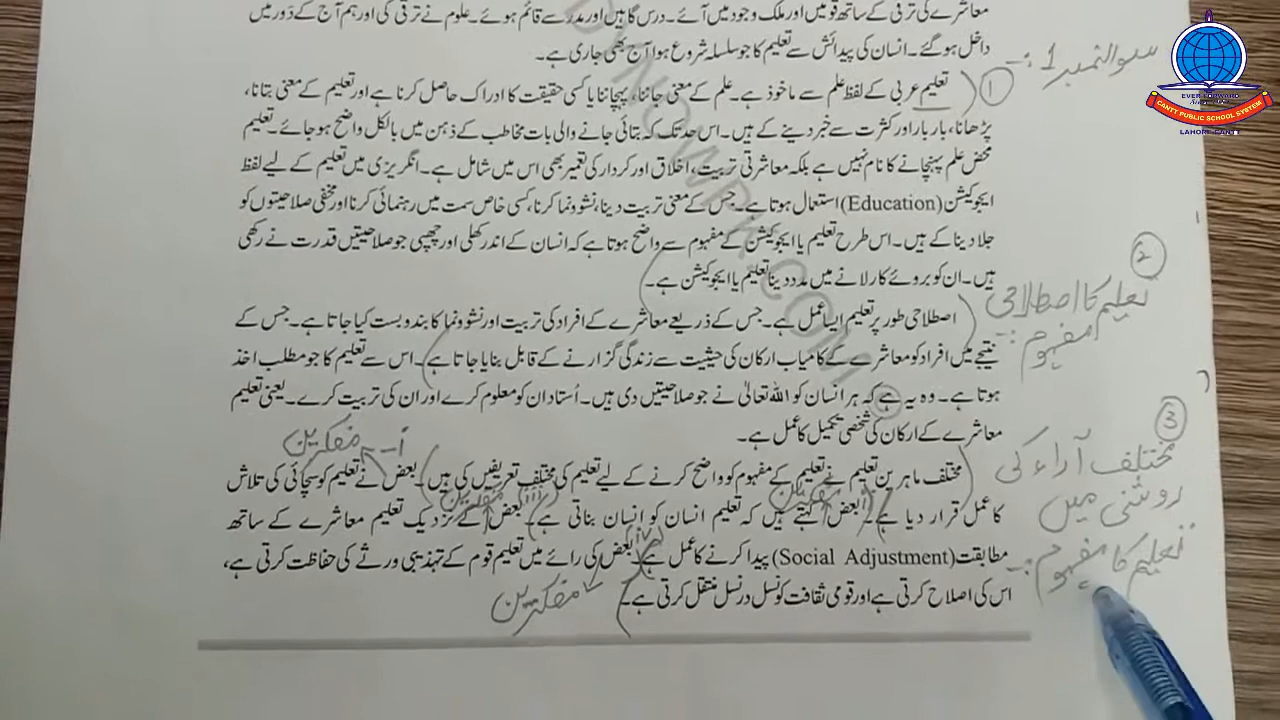 معاشرے کی ترقی کے ساتھ قومیں اور ملک وجود میں آئے۔ درس گاہیں اور مدرسے قائم ہوئے۔ علوم نے ترقی کی اور ہم آج کے دَور میں
داخل ہو گئے۔ انسان کی پیدائش سے تعلیم کا جو سلسلہ شروع ہوا آج بھی جاری ہے۔
سوالنمبر 1 :-
① تعلیم عربی کے لفظ علم سے ماخوذ ہے۔ علم کے معنی جاننا، پہچاننا یا کسی حقیقت کا ادراک حاصل کرنا ہے اور تعلیم کے معنی بتانا،
پڑھانا، بار بار اور کثرت سے خبر دینے کے ہیں۔ اس حد تک کہ بتائی جانے والی بات مخاطب کے ذہن میں بالکل واضح ہو جائے۔ تعلیم
محض علم پہنچانے کا نام نہیں ہے بلکہ معاشرتی تربیت، اخلاق اور کردار کی تعمیر بھی اس میں شامل ہے۔ انگریزی میں تعلیم کے لیے لفظ
ایجوکیشن (Education) استعمال ہوتا ہے۔ جس کے معنی تربیت دینا، نشوونما کرنا، کسی خاص سمت میں رہنمائی کرنا اور مخفی صلاحیتوں کو
جلا دینا کے ہیں۔ اس طرح تعلیم یا ایجوکیشن کے مفہوم سے واضح ہوتا ہے کہ انسان کے اندر کھلی اور چھپی جو صلاحیتیں قدرت نے رکھی
ہیں۔ ان کو بروئے کار لانے میں مدد دینا تعلیم یا ایجوکیشن ہے۔
②
تعلیم کا اصطلاحی
مفہوم :-
اصطلاحی طور پر تعلیم ایسا عمل ہے۔ جس کے ذریعے معاشرے کے افراد کی تربیت اور نشوونما کا بندوبست کیا جاتا ہے۔ جس کے
نتیجے میں افراد کو معاشرے کے کامیاب ارکان کی حیثیت سے زندگی گزارنے کے قابل بنایا جاتا ہے۔ اس سے تعلیم کا جو مطلب اخذ
ہوتا ہے۔ وہ یہ ہے کہ ہر انسان کو اللہ تعالیٰ نے جو صلاحیتیں دی ہیں۔ اُستاد ان کو معلوم کرے اور ان کی تربیت کرے۔ یعنی تعلیم
معاشرے کے ارکان کی شخصی تکمیل کا عمل ہے۔
③
مختلف آراء کی
روشنی میں
تعلیم کا مفہوم :-
i- مفکرین
مختلف ماہرین تعلیم نے تعلیم کے مفہوم کو واضح کرنے کے لیے تعلیم کی مختلف تعریفیں کی ہیں۔ بعض نے تعلیم کو سچائی کی تلاش
مفکرین iii مفکرین
کا عمل قرار دیا ہے۔ بعض کہتے ہیں کہ تعلیم انسان کو انسان بناتی ہے۔ بعض کے نزدیک تعلیم معاشرے کے ساتھ
iv
مطابقت (Social Adjustment) پیدا کرنے کا عمل ہے۔ بعض کی رائے میں تعلیم قوم کے تہذیبی ورثے کی حفاظت کرتی ہے،
اس کی اصلاح کرتی ہے اور قومی ثقافت کو نسل در نسل منتقل کرتی ہے۔
مفکرین
EVER FORWARD
CANTT. PUBLIC SCHOOL SYSTEM
LAHORE CANTT